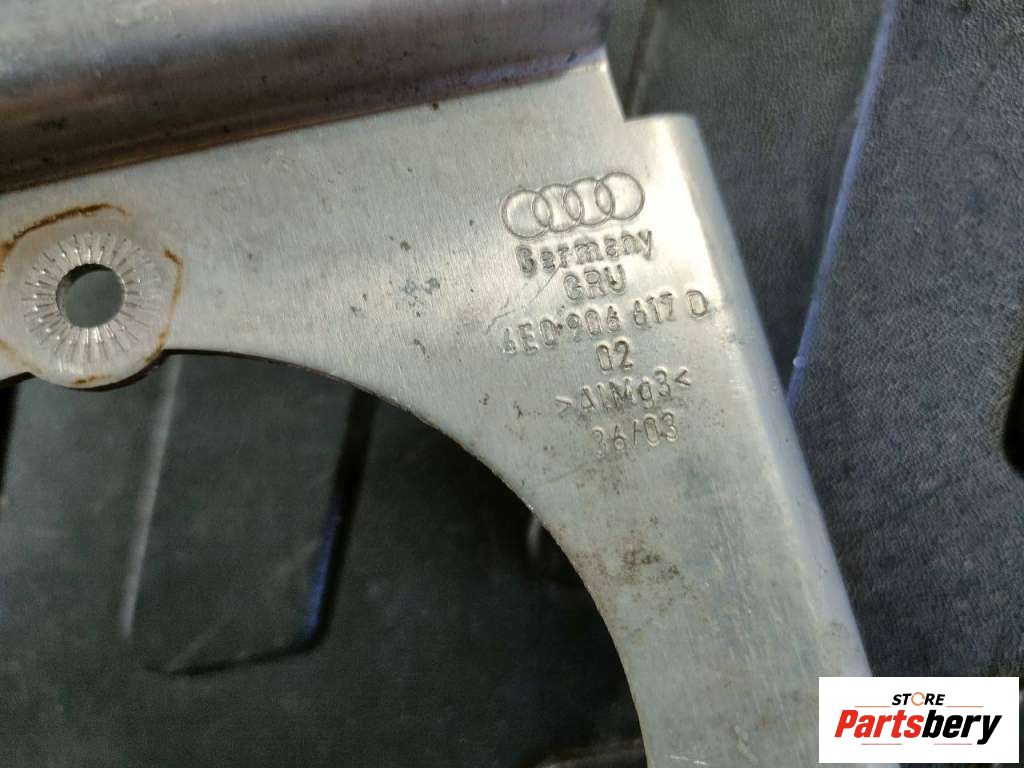 Germany
GRU
4E0 906 617 D
02
>AlMg3<
36/03
STORE
Partsbery